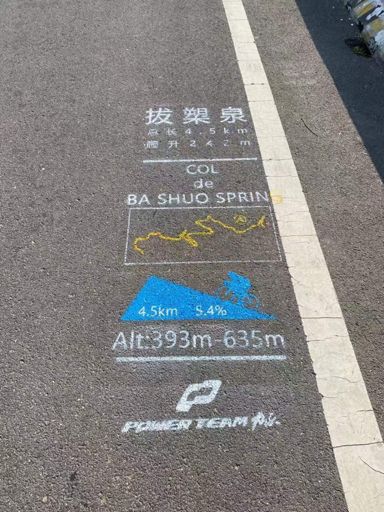 拔槊泉
总长4.5km
爬升242m
COL
de
BA SHUO SPRING
4.5km 5.4%
Alt:393m-635m
POWER TEAM